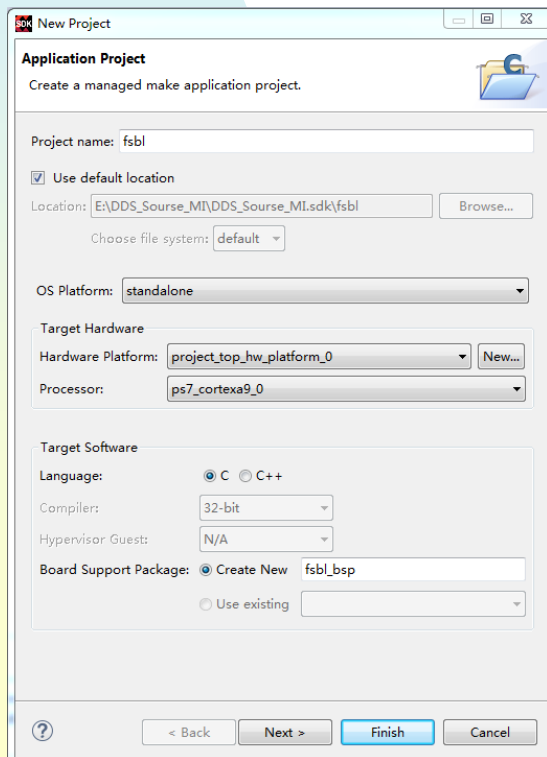 SDK New Project
Application Project
Create a managed make application project.
Project name: fsbl
Use default location
Location: E:\DDS_Sourse_MI\DDS_Sourse_MI.sdk\fsbl Browse...
Choose file system: default
OS Platform: standalone
Target Hardware
Hardware Platform: project_top_hw_platform_0 New...
Processor: ps7_cortexa9_0
Target Software
Language: C C++
Compiler: 32-bit
Hypervisor Guest: N/A
Board Support Package: Create New fsbl_bsp
Use existing
? < Back Next > Finish Cancel